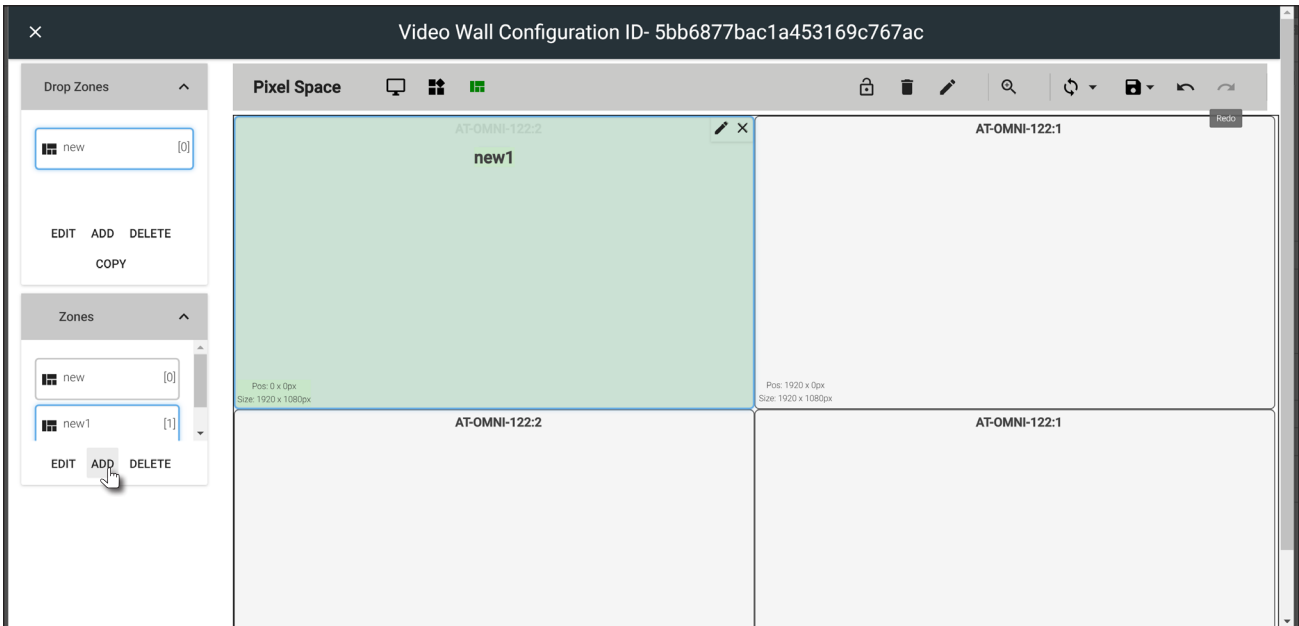 Video Wall Configuration ID- 5bb6877bac1a453169c767ac
Drop Zones
Pixel Space
Redo
new [0]
EDIT ADD DELETE
COPY
Zones
new [0]
new1 [1]
EDIT ADD DELETE
AT-OMNI-122:2
new1
Pos: 0 x 0px
Size: 1920 x 1080px
AT-OMNI-122:1
Pos: 1920 x 0px
Size: 1920 x 1080px
AT-OMNI-122:2
AT-OMNI-122:1